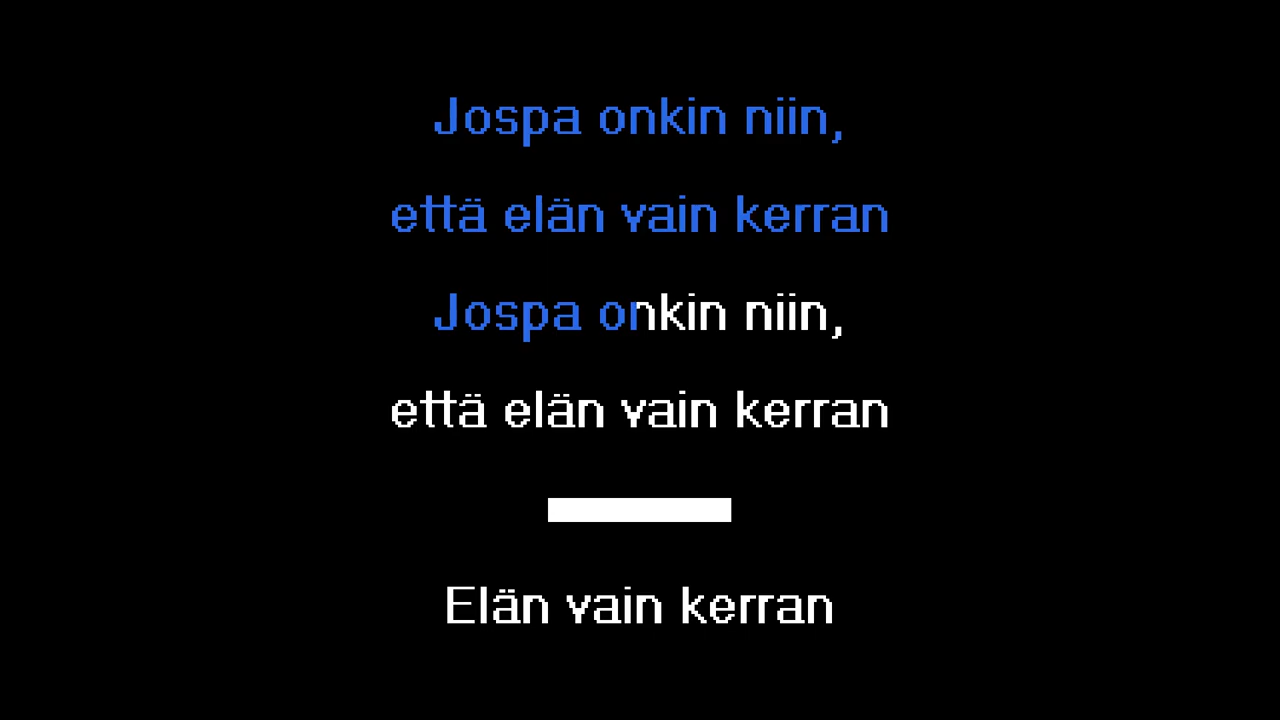 Jospa onkin niin,
että elän vain kerran
Jospa onkin niin,
että elän vain kerran
Elän vain kerran